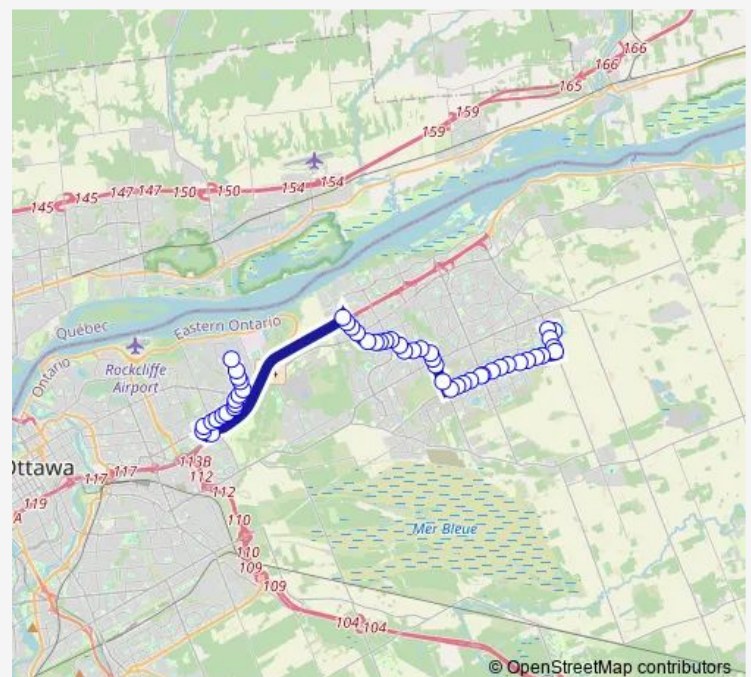 166
166
165
159
159
154
154
150
150
147
147
145
145
Québec
Ontario
Eastern Ontario
Rockcliffe
Airport
Ottawa
113B
117
117
112
112
119
110
110
109
109
Mer Bleue
104
104
© OpenStreetMap contributors